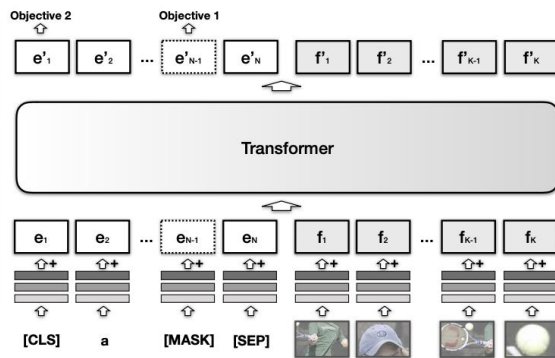 Objective 2 Objective 1
e'₁ e'₂ ... e'N-1 e'N f'₁ f'₂ ... f'K-1 f'K
Transformer
e₁ e₂ ... eN-1 eN f₁ f₂ ... fK-1 fK
+ + + + + + + +
[CLS] a [MASK] [SEP]